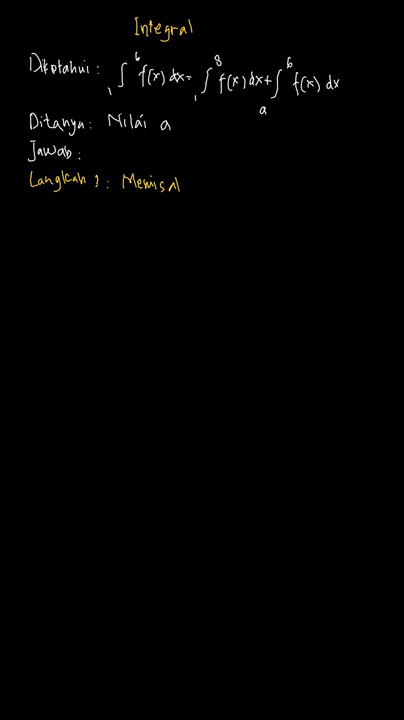 Integral
Diketahui: ∫₁⁶ f(x) dx = ∫₁⁸ f(x) dx + ∫ₐ⁶ f(x) dx
Ditanya: Nilai a
Jawab:
Langkah 1: Memisal